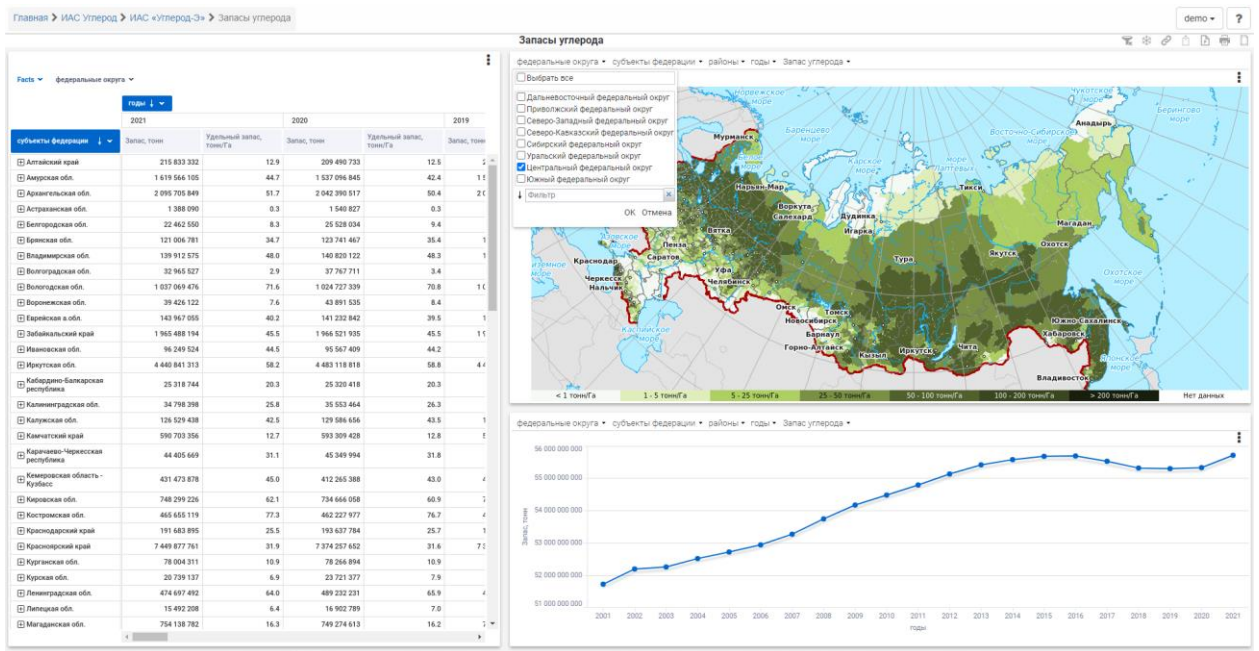 Главная > ИАС Углерод > ИАС «Углерод-Э» > Запасы углерода
demo
?
Запасы углерода
Facts федеральные округа
годы
2021 2020 2019
субъекты федерации Запас, тонн Удельный запас, тонн/Га Запас, тонн Удельный запас, тонн/Га Запас, тонн
Алтайский край 215 833 332 12.9 209 490 733 12.5
Амурская обл. 1 619 566 105 44.7 1 537 096 845 42.4
Архангельская обл. 2 095 705 849 51.7 2 042 390 517 50.4
Астраханская обл. 1 388 090 0.3 1 540 827 0.3
Белгородская обл. 22 462 550 8.3 25 528 034 9.4
Брянская обл. 121 006 781 34.7 123 741 467 35.4
Владимирская обл. 139 912 575 48.0 140 820 122 48.3
Волгоградская обл. 32 965 527 2.9 37 767 711 3.4
Вологодская обл. 1 037 069 476 71.6 1 024 727 339 70.8
Воронежская обл. 39 426 122 7.6 43 891 535 8.4
Еврейская а.обл. 143 967 055 40.2 141 232 842 39.5
Забайкальский край 1 965 488 194 45.5 1 966 521 935 45.5
Ивановская обл. 96 249 524 44.5 95 567 409 44.2
Иркутская обл. 4 440 841 313 58.2 4 483 118 818 58.8
Кабардино-Балкарская республика 25 318 744 20.3 25 320 418 20.3
Калининградская обл. 34 798 398 25.8 35 553 464 26.3
Калужская обл. 126 529 438 42.5 129 586 656 43.5
Камчатский край 590 703 356 12.7 593 309 428 12.8
Карачаево-Черкесская республика 44 405 669 31.1 45 349 994 31.8
Кемеровская область - Кузбасс 431 473 878 45.0 412 265 388 43.0
Кировская обл. 748 299 226 62.1 734 666 058 60.9
Костромская обл. 465 655 119 77.3 462 227 977 76.7
Краснодарский край 191 683 895 25.5 193 637 784 25.7
Красноярский край 7 449 877 761 31.9 7 374 257 652 31.6
Курганская обл. 78 004 311 10.9 78 266 894 10.9
Курская обл. 20 739 137 6.9 23 721 377 7.9
Ленинградская обл. 474 697 492 64.0 489 232 231 65.9
Липецкая обл. 15 492 208 6.4 16 902 789 7.0
Магаданская обл. 754 138 782 16.3 749 274 613 16.2
федеральные округа субъекты федерации районы годы Запас углерода
Выбрать все
Дальневосточный федеральный округ
Приволжский федеральный округ
Северо-Западный федеральный округ
Северо-Кавказский федеральный округ
Сибирский федеральный округ
Уральский федеральный округ
Центральный федеральный округ
Южный федеральный округ
Фильтр
ОК Отмена
Норвежское море
Чукотское море
Берингово море
Анадырь
Баренцево море
Восточно-Сибирское море
Мурманск
Белое море
Карское море
море Лаптевых
Нарьян-Мар
Тикси
Воркута
Салехард
Дудинка
Игарка
Магадан
Вятка
Охотск
Азовское море
Пенза
Тура
Якутск
Краснодар
Саратов
Уфа
Охотское море
Черкесск
Челябинск
Нальчик
Омск
Томск
Новосибирск
Южно-Сахалинск
Каспийское море
Барнаул
Хабаровск
Горно-Алтайск
Кызыл
Иркутск
Чита
Японское море
Владивосток
< 1 тонн/Га 1 - 5 тонн/Га 5 - 25 тонн/Га 25 - 50 тонн/Га 50 - 100 тонн/Га 100 - 200 тонн/Га > 200 тонн/Га Нет данных
федеральные округа субъекты федерации районы годы Запас углерода
56 000 000 000
55 000 000 000
54 000 000 000
53 000 000 000
52 000 000 000
51 000 000 000
Запас, тонн
2001 2002 2003 2004 2005 2006 2007 2008 2009 2010 2011 2012 2013 2014 2015 2016 2017 2018 2019 2020 2021
годы